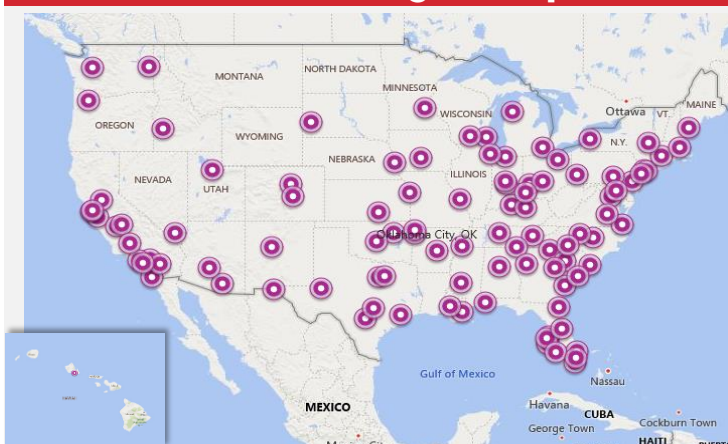 MONTANA
NORTH DAKOTA
MINNESOTA
MAINE
Ottawa
VT.
WISCONSIN
OREGON
WYOMING
N.Y.
NEBRASKA
NEVADA
UTAH
ILLINOIS
Oklahoma City, OK
Gulf of Mexico
Nassau
MEXICO
Havana
CUBA
George Town
Cockburn Town
HAITI